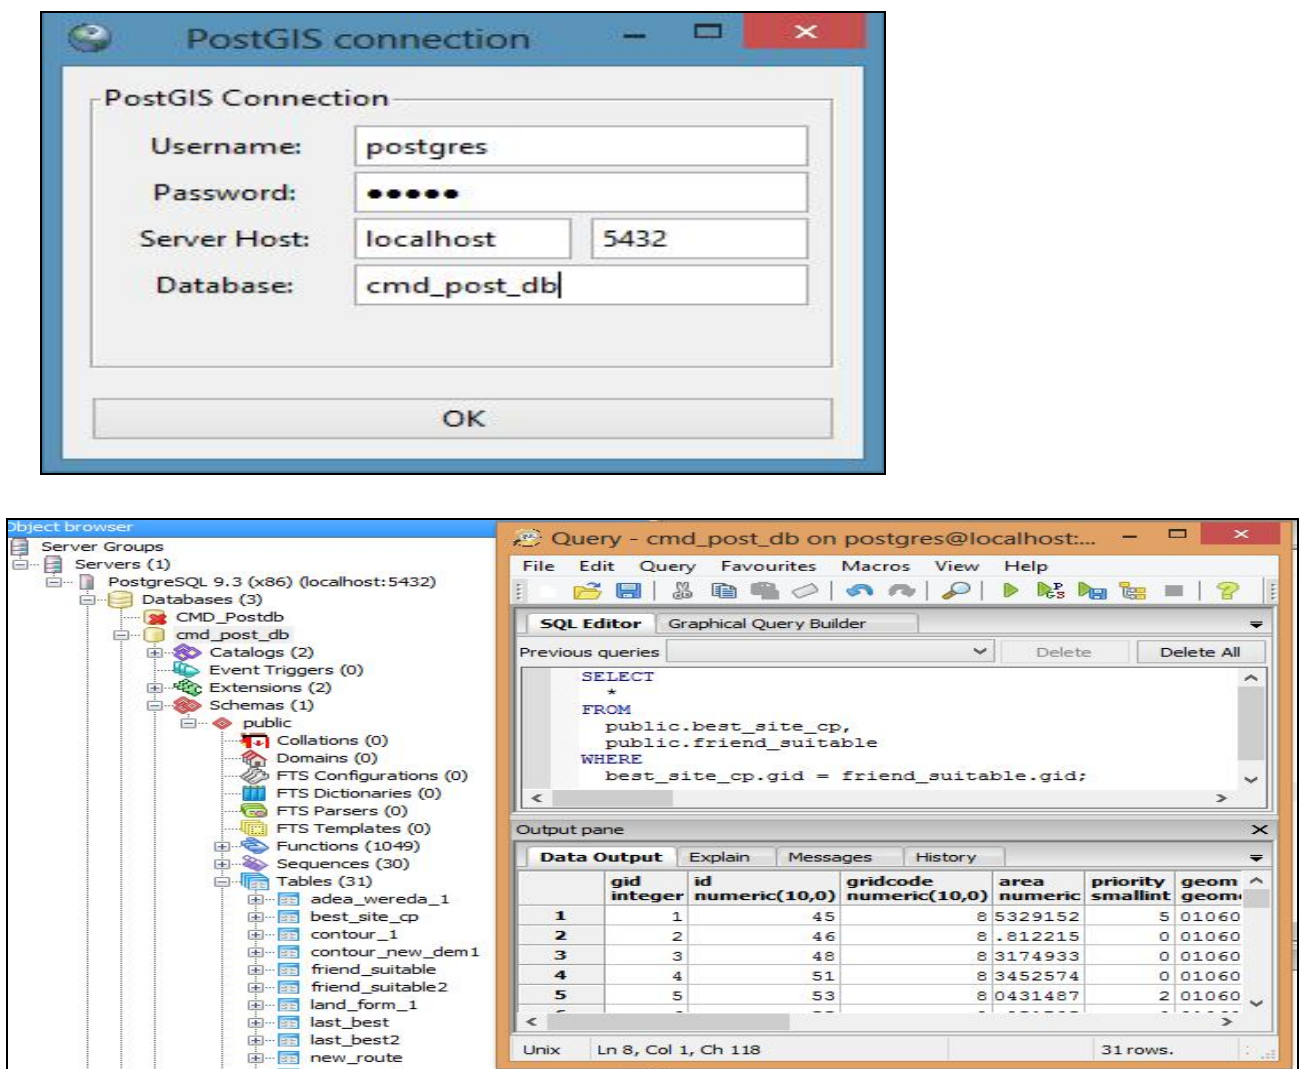 PostGIS connection
PostGIS Connection
Username: postgres
Password: •••••
Server Host: localhost 5432
Database: cmd_post_db
OK
Object browser
Server Groups
Servers (1)
PostgreSQL 9.3 (x86) (localhost:5432)
Databases (3)
CMD_Postdb
cmd_post_db
Catalogs (2)
Event Triggers (0)
Extensions (2)
Schemas (1)
public
Collations (0)
Domains (0)
FTS Configurations (0)
FTS Dictionaries (0)
FTS Parsers (0)
FTS Templates (0)
Functions (1049)
Sequences (30)
Tables (31)
adea_wereda_1
best_site_cp
contour_1
contour_new_dem1
friend_suitable
friend_suitable2
land_form_1
last_best
last_best2
new_route
Query - cmd_post_db on postgres@localhost:...
File Edit Query Favourites Macros View Help
SQL Editor Graphical Query Builder
Previous queries Delete Delete All
SELECT
*
FROM
public.best_site_cp,
public.friend_suitable
WHERE
best_site_cp.gid = friend_suitable.gid;
Output pane
Data Output Explain Messages History
gid id gridcode area priority geom
integer numeric(10,0) numeric(10,0) numeric smallint geom
1 1 45 8 5329152 5 01060
2 2 46 8 .812215 0 01060
3 3 48 8 3174933 0 01060
4 4 51 8 3452574 0 01060
5 5 53 8 0431487 2 01060
Unix Ln 8, Col 1, Ch 118 31 rows.